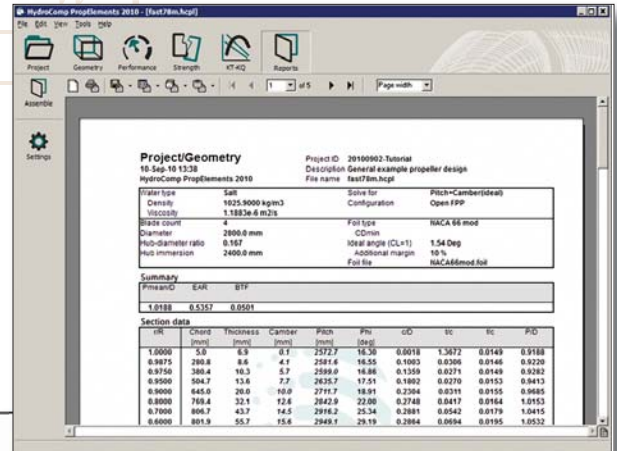 HydroComp PropElements 2010 - [fast78m.hcpl]
File Edit View Tools Help
Project Geometry Performance Strength KT-KQ Reports
1 of 5 Page width
Assemble
Settings
Project/Geometry
10-Sep-10 13:38
HydroComp PropElements 2010
Project ID 20100902-Tutorial
Description General example propeller design
File name fast78m.hcpl
Water type Salt Solve for Pitch+Camber(ideal)
Density 1025.9000 kg/m3 Configuration Open FPP
Viscosity 1.1883e-6 m2/s
Blade count 4 Foil type NACA 66 mod
Diameter 2800.0 mm CDmin
Hub-diameter ratio 0.167 Ideal angle (CL=1) 1.54 Deg
Hub immersion 2400.0 mm Additional margin 10 %
Foil file NACA66mod.foil
Summary
Pmean/D EAR BTF
1.0188 0.5357 0.0501
Section data
r/R Chord Thickness Camber Pitch Phi c/D t/c f/c P/D
[mm] [mm] [mm] [mm] [deg]
1.0000 5.0 6.9 0.1 2572.7 16.30 0.0018 1.3672 0.0149 0.9188
0.9875 280.8 8.6 4.1 2581.6 16.55 0.1003 0.0306 0.0146 0.9220
0.9750 380.4 10.3 5.7 2599.0 16.86 0.1359 0.0271 0.0149 0.9282
0.9500 504.7 13.6 7.7 2635.7 17.51 0.1802 0.0270 0.0153 0.9413
0.9000 645.0 20.0 10.0 2711.7 18.91 0.2304 0.0311 0.0155 0.9685
0.8000 769.4 32.1 12.6 2842.9 22.00 0.2748 0.0417 0.0164 1.0153
0.7000 806.7 43.7 14.5 2916.2 25.34 0.2881 0.0542 0.0179 1.0415
0.6000 801.9 55.7 15.6 2949.1 29.19 0.2864 0.0694 0.0195 1.0532